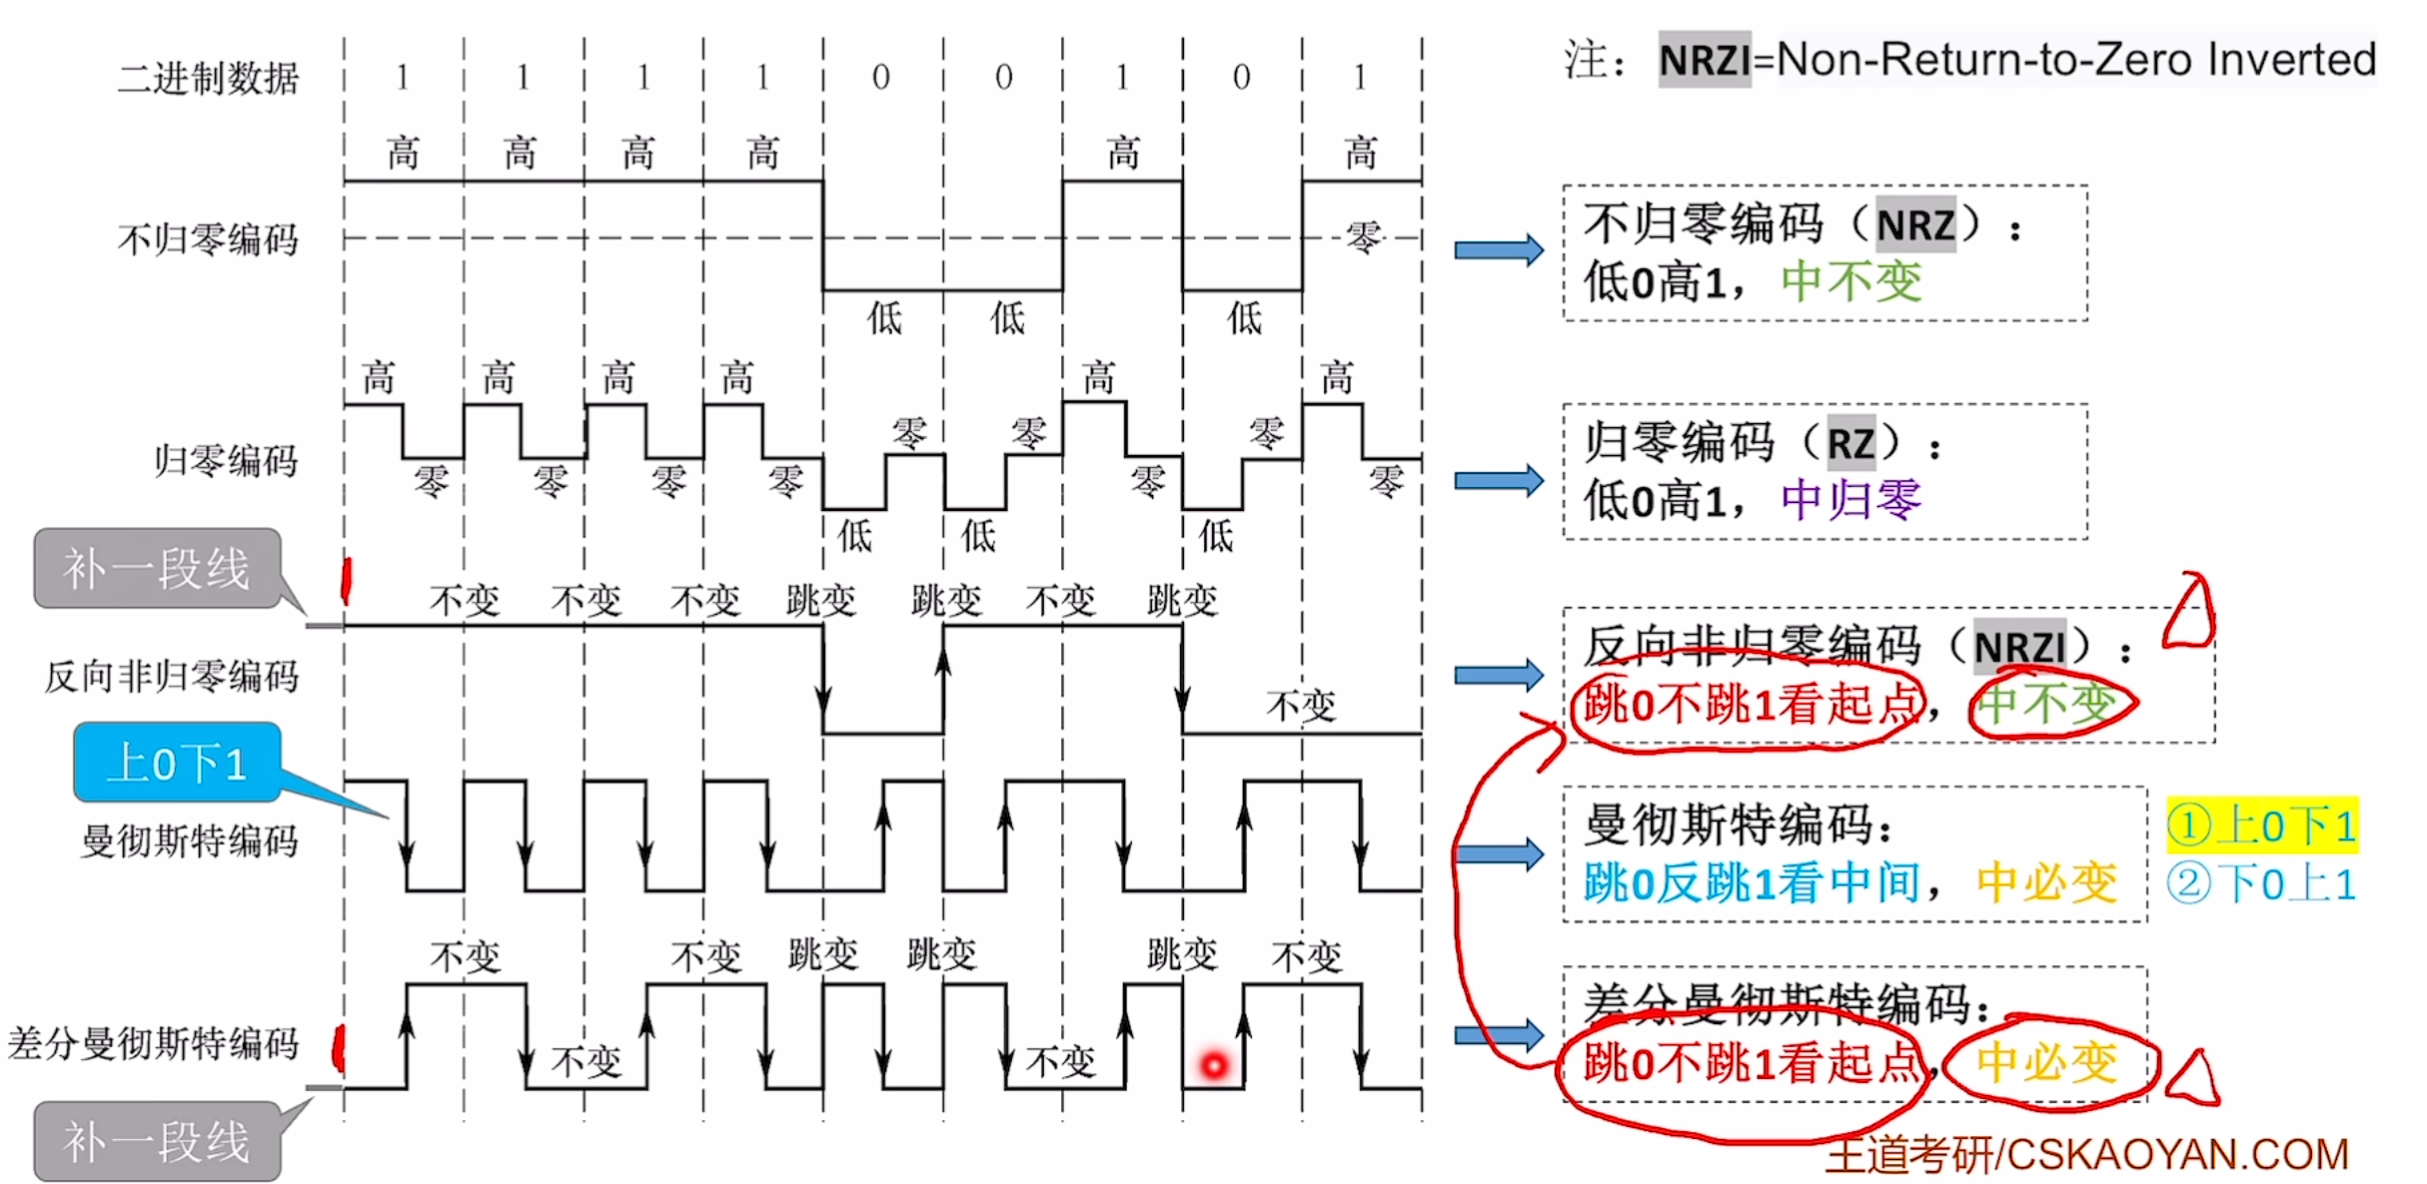 二进制数据 1 1 1 1 0 0 1 0 1
注： NRZI=Non-Return-to-Zero Inverted
高 高 高 高 高 高
不归零编码
零
低 低 低
不归零编码（NRZ）：
低0高1，中不变
高 高 高 高 高 高
零 零 零
归零编码
零 零 零 零 零 零
低 低 低
归零编码（RZ）：
低0高1，中归零
补一段线
不变 不变 不变 跳变 跳变 不变 跳变
反向非归零编码
不变
反向非归零编码（NRZI）：
跳0不跳1看起点，中不变
上0下1
曼彻斯特编码
曼彻斯特编码：
跳0反跳1看中间，中必变
①上0下1
②下0上1
不变 不变 跳变 跳变 跳变 不变
差分曼彻斯特编码
不变 不变
补一段线
差分曼彻斯特编码：
跳0不跳1看起点，中必变
王道考研/CSKAOYAN.COM